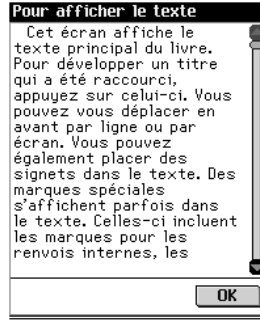 Pour afficher le texte
Cet écran affiche le
texte principal du livre.
Pour développer un titre
qui a été raccourci,
appuyez sur celui-ci. Vous
pouvez vous déplacer en
avant par ligne ou par
écran. Vous pouvez
également placer des
signets dans le texte. Des
marques spéciales
s'affichent parfois dans
le texte. Celles-ci incluent
les marques pour les
renvois internes, les
OK